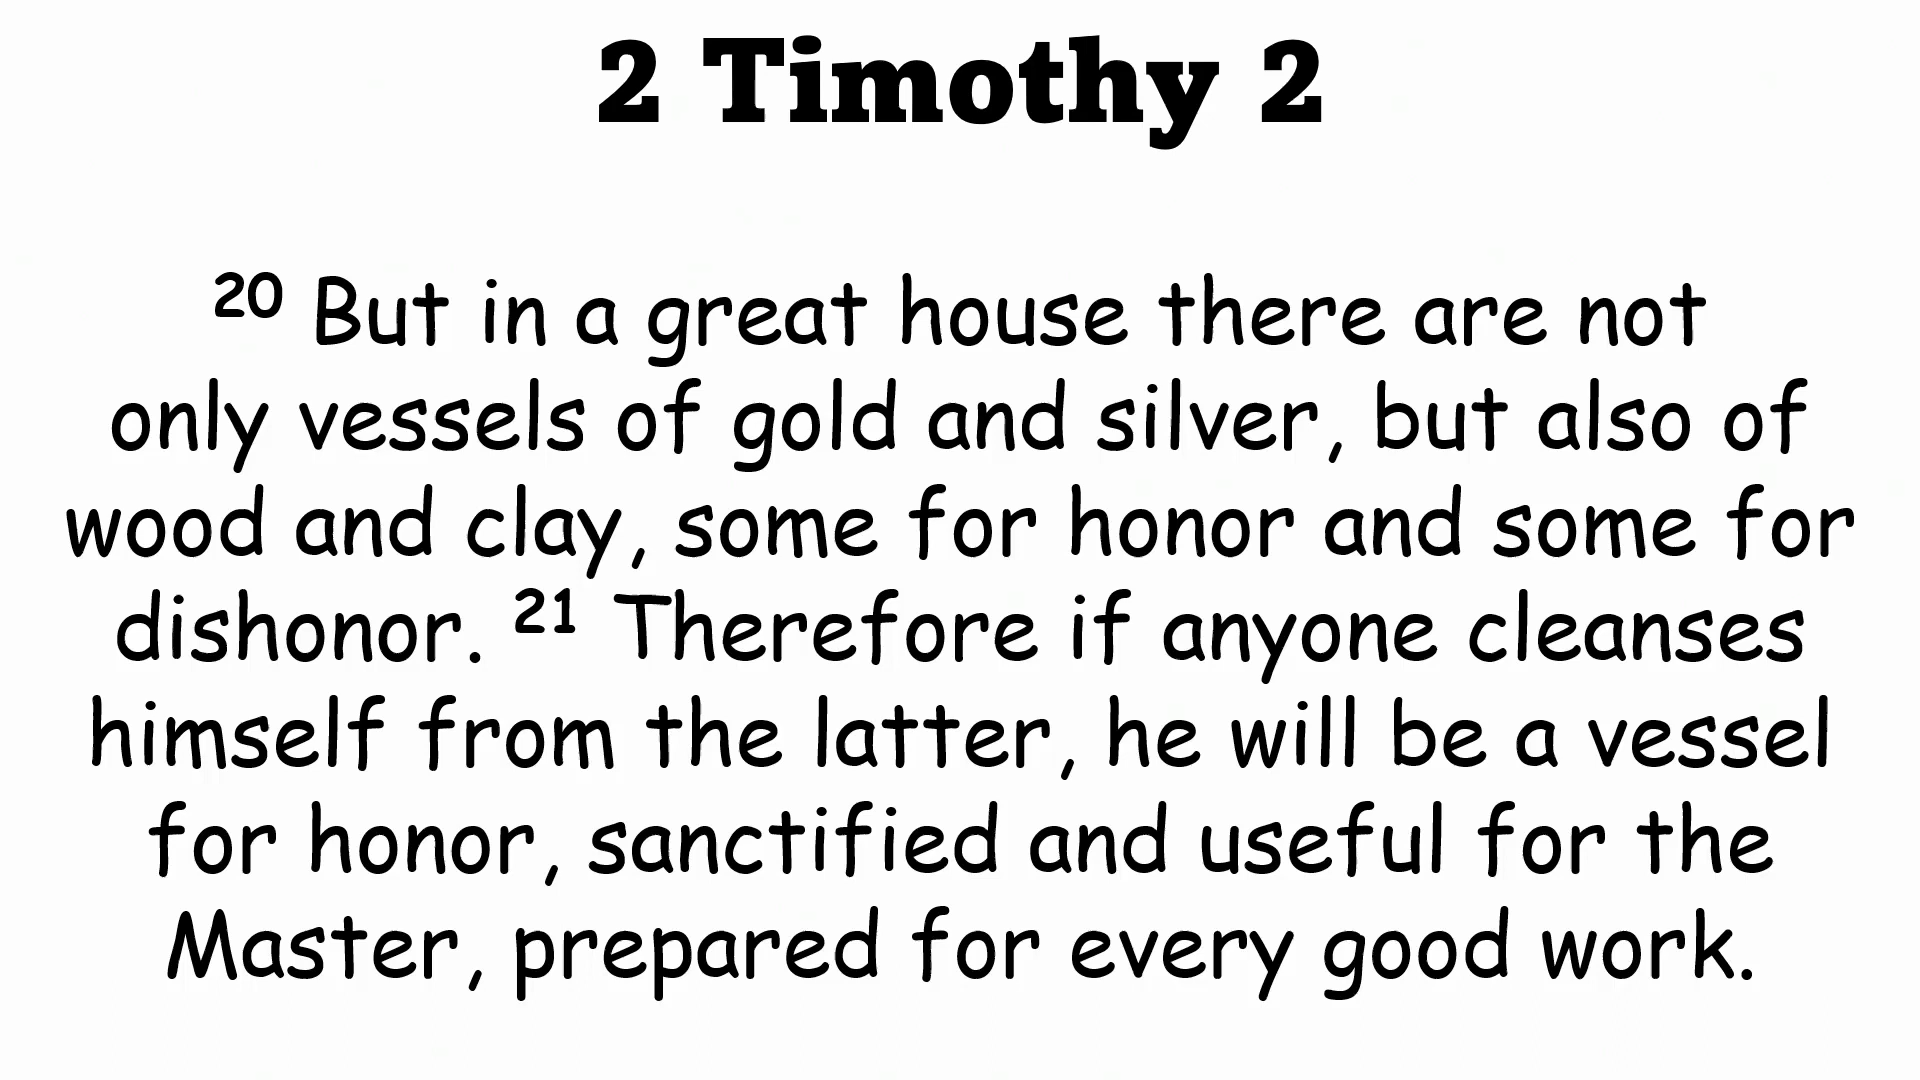 2 Timothy 2
20 But in a great house there are not
only vessels of gold and silver, but also of
wood and clay, some for honor and some for
dishonor. 21 Therefore if anyone cleanses
himself from the latter, he will be a vessel
for honor, sanctified and useful for the
Master, prepared for every good work.